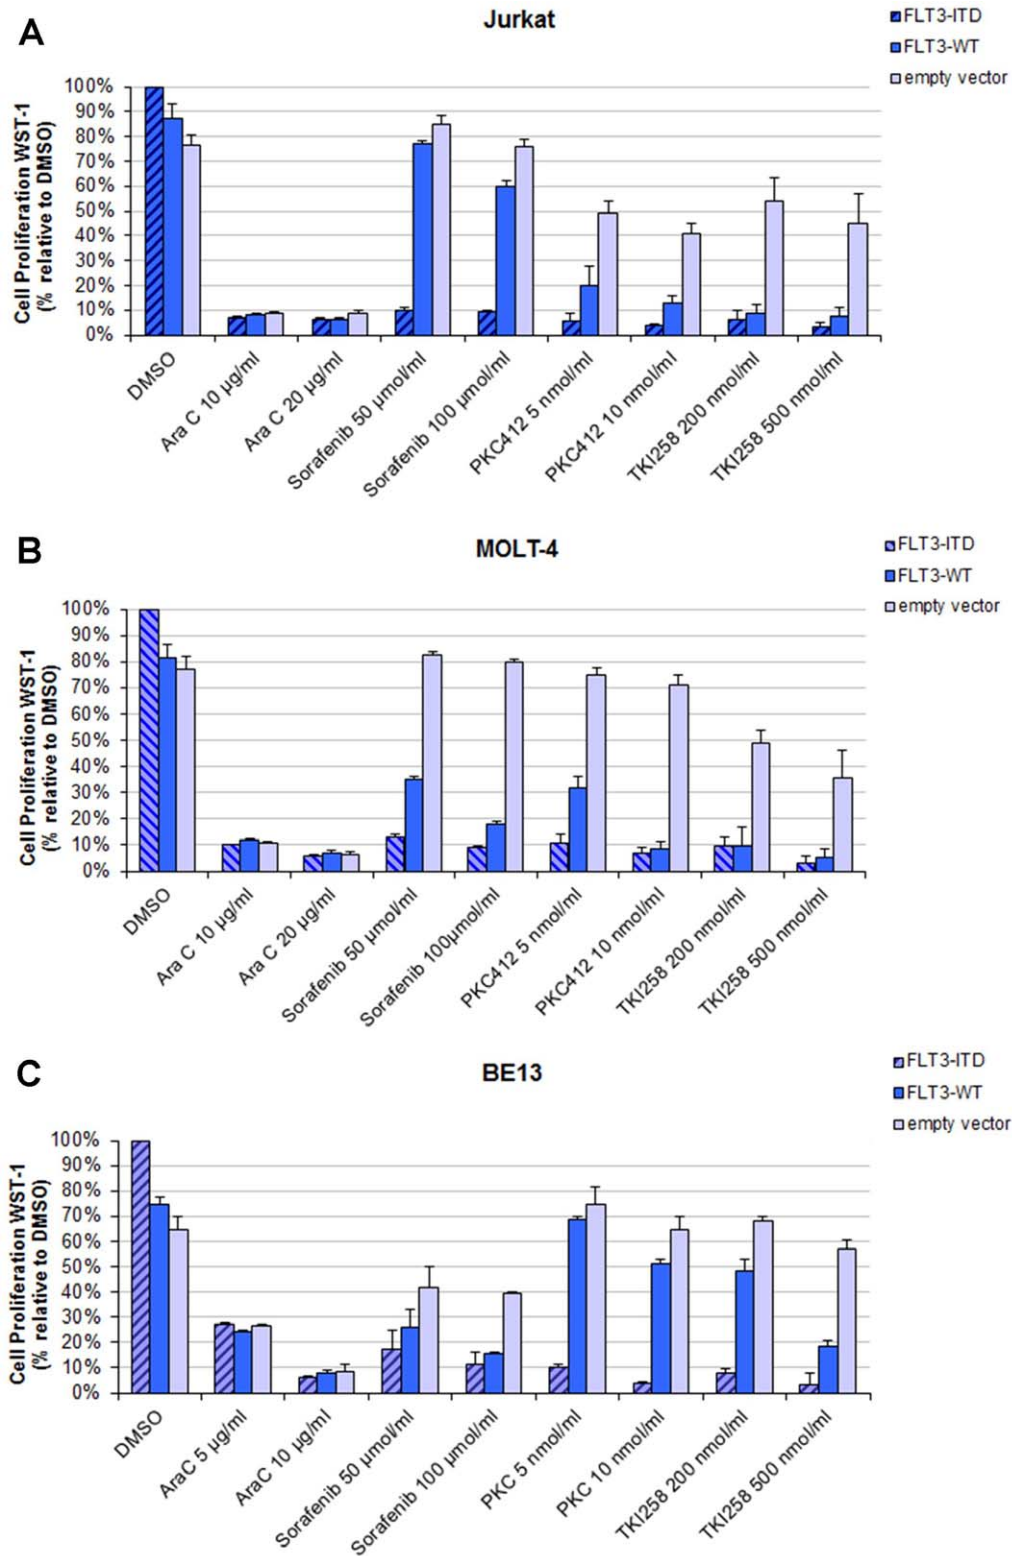 A
Jurkat
FLT3-ITD
FLT3-WT
empty vector
Cell Proliferation WST-1
(% relative to DMSO)
100%
90%
80%
70%
60%
50%
40%
30%
20%
10%
0%
DMSO
Ara C 10 µg/ml
Ara C 20 µg/ml
Sorafenib 50 µmol/ml
Sorafenib 100 µmol/ml
PKC412 5 nmol/ml
PKC412 10 nmol/ml
TKI258 200 nmol/ml
TKI258 500 nmol/ml
B
MOLT-4
FLT3-ITD
FLT3-WT
empty vector
Cell Proliferation WST-1
(% relative to DMSO)
100%
90%
80%
70%
60%
50%
40%
30%
20%
10%
0%
DMSO
Ara C 10 µg/ml
Ara C 20 µg/ml
Sorafenib 50 µmol/ml
Sorafenib 100µmol/ml
PKC412 5 nmol/ml
PKC412 10 nmol/ml
TKI258 200 nmol/ml
TKI258 500 nmol/ml
C
BE13
FLT3-ITD
FLT3-WT
empty vector
Cell Proliferation WST-1
(% relative to DMSO)
100%
90%
80%
70%
60%
50%
40%
30%
20%
10%
0%
DMSO
AraC 5 µg/ml
AraC 10 µg/ml
Sorafenib 50 µmol/ml
Sorafenib 100 µmol/ml
PKC 5 nmol/ml
PKC 10 nmol/ml
TKI258 200 nmol/ml
TKI258 500 nmol/ml